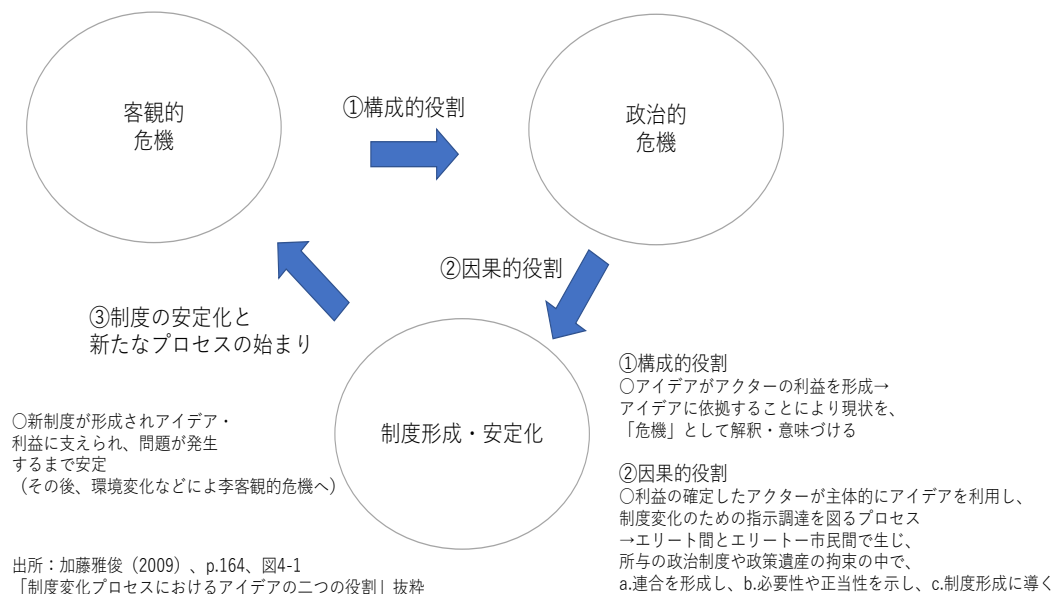 客観的
危機
①構成的役割
政治的
危機
②因果的役割
③制度の安定化と
新たなプロセスの始まり
制度形成・安定化
○新制度が形成されアイデア・
利益に支えられ、問題が発生
するまで安定
（その後、環境変化などによ李客観的危機へ）
出所：加藤雅俊（2009）、p.164、図4-1
「制度変化プロセスにおけるアイデアの二つの役割」抜粋
①構成的役割
○アイデアがアクターの利益を形成→
アイデアに依拠することにより現状を、
「危機」として解釈・意味づける
②因果的役割
○利益の確定したアクターが主体的にアイデアを利用し、
制度変化のための指示調達を図るプロセス
→エリート間とエリートー市民間で生じ、
所与の政治制度や政策遺産の拘束の中で、
a.連合を形成し、b.必要性や正当性を示し、c.制度形成に導く